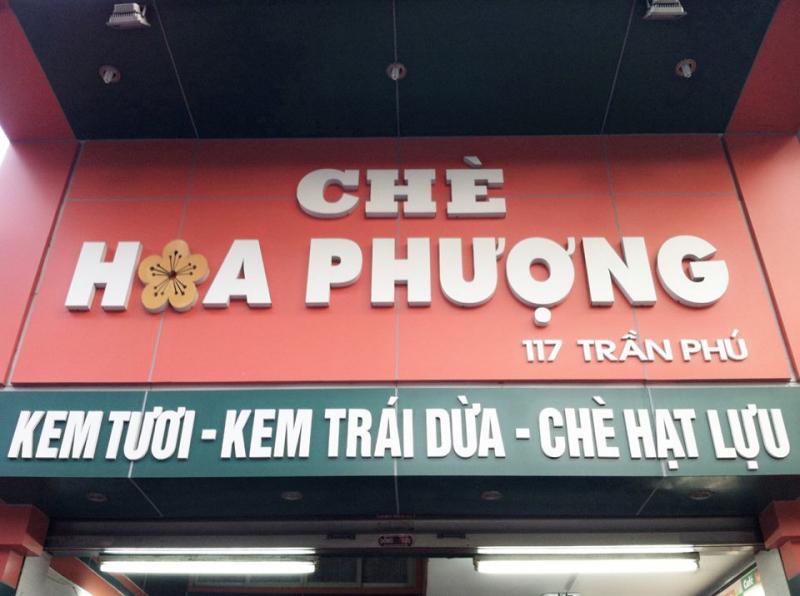 CHÈ
HOA PHƯỢNG
117 TRẦN PHÚ
KEM TƯƠI - KEM TRÁI DỪA - CHÈ HẠT LỰU